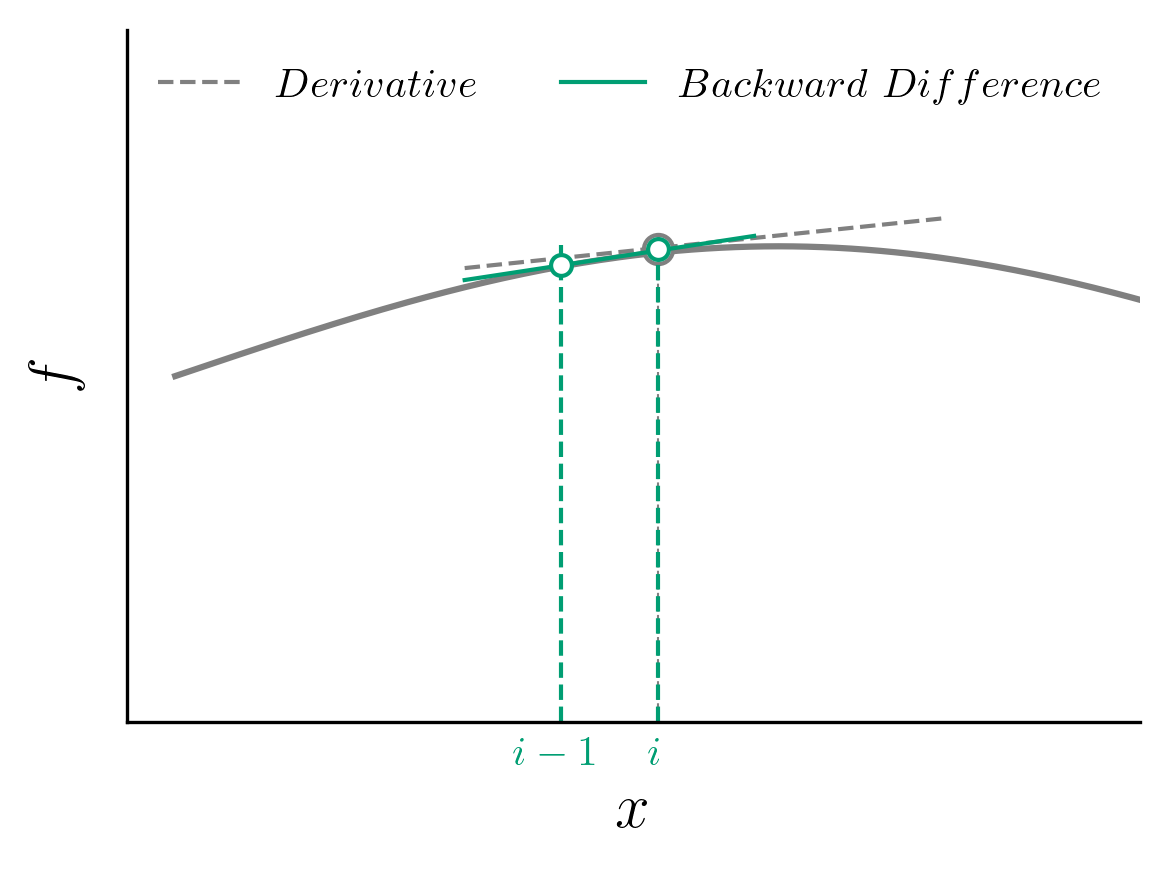 Derivative Backward Difference
f
i − 1 i
x